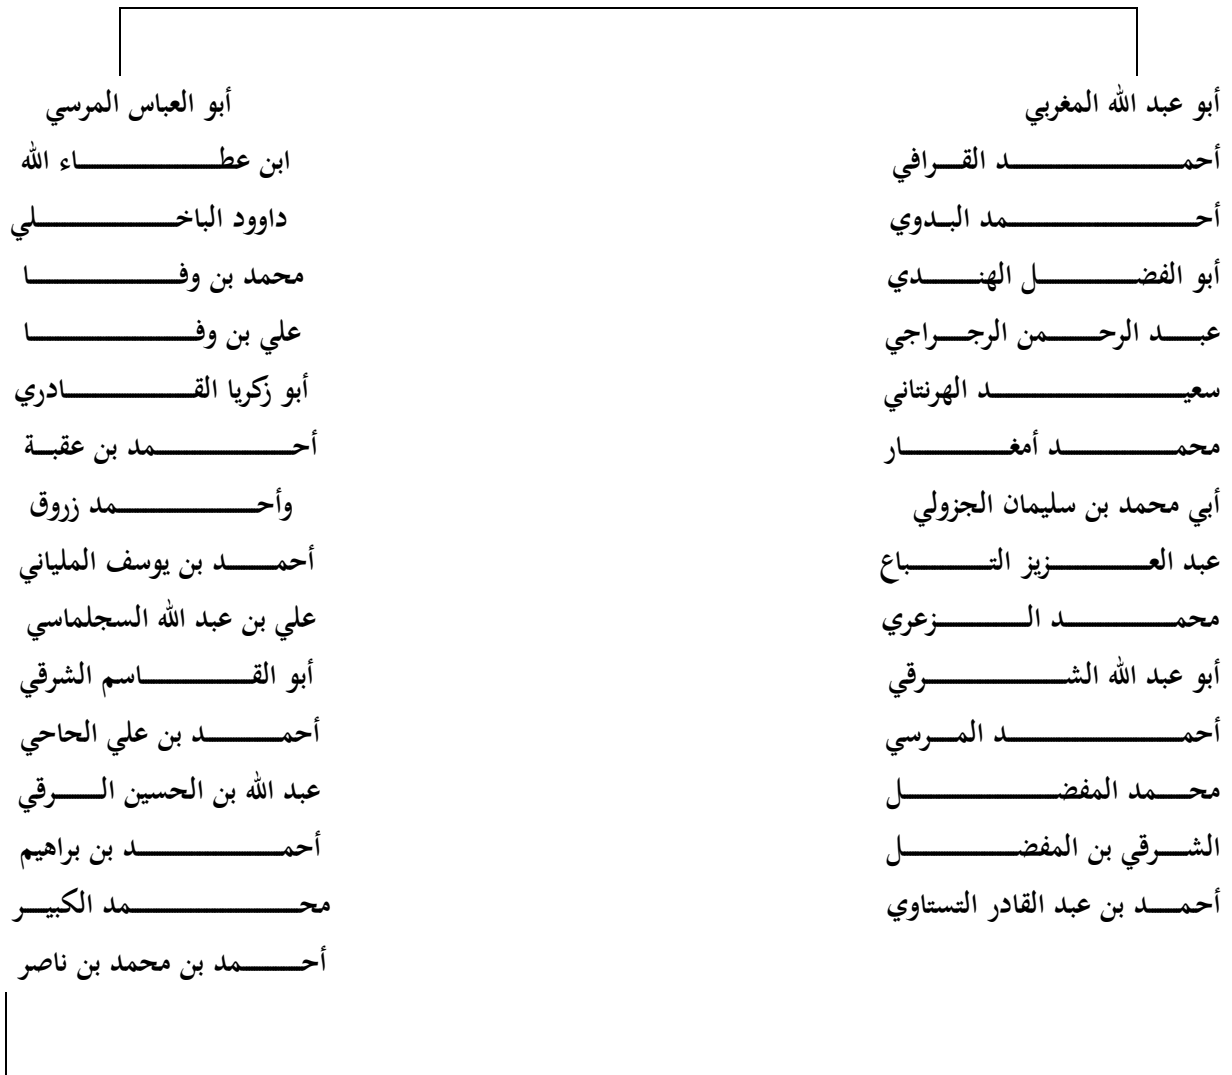 أبو عبد الله المغربي
أحمد القرافي
أحمد البدوي
أبو الفضل الهندي
عبد الرحمن الرجراجي
سعيد الهرنتاني
محمد أمغار
أبي محمد بن سليمان الجزولي
عبد العزيز التباع
محمد الزعري
أبو عبد الله الشرقي
أحمد المرسي
محمد المفضل
الشرقي بن المفضل
أحمد بن عبد القادر التستاوي
أبو العباس المرسي
ابن عطاء الله
داوود الباخلي
محمد بن وفا
علي بن وفا
أبو زكريا القادري
أحمد بن عقبة
وأحمد زروق
أحمد بن يوسف الملياني
علي بن عبد الله السجلماسي
أبو القاسم الشرقي
أحمد بن علي الحاحي
عبد الله بن الحسين الرقي
أحمد بن براهيم
محمد الكبير
أحمد بن محمد بن ناصر